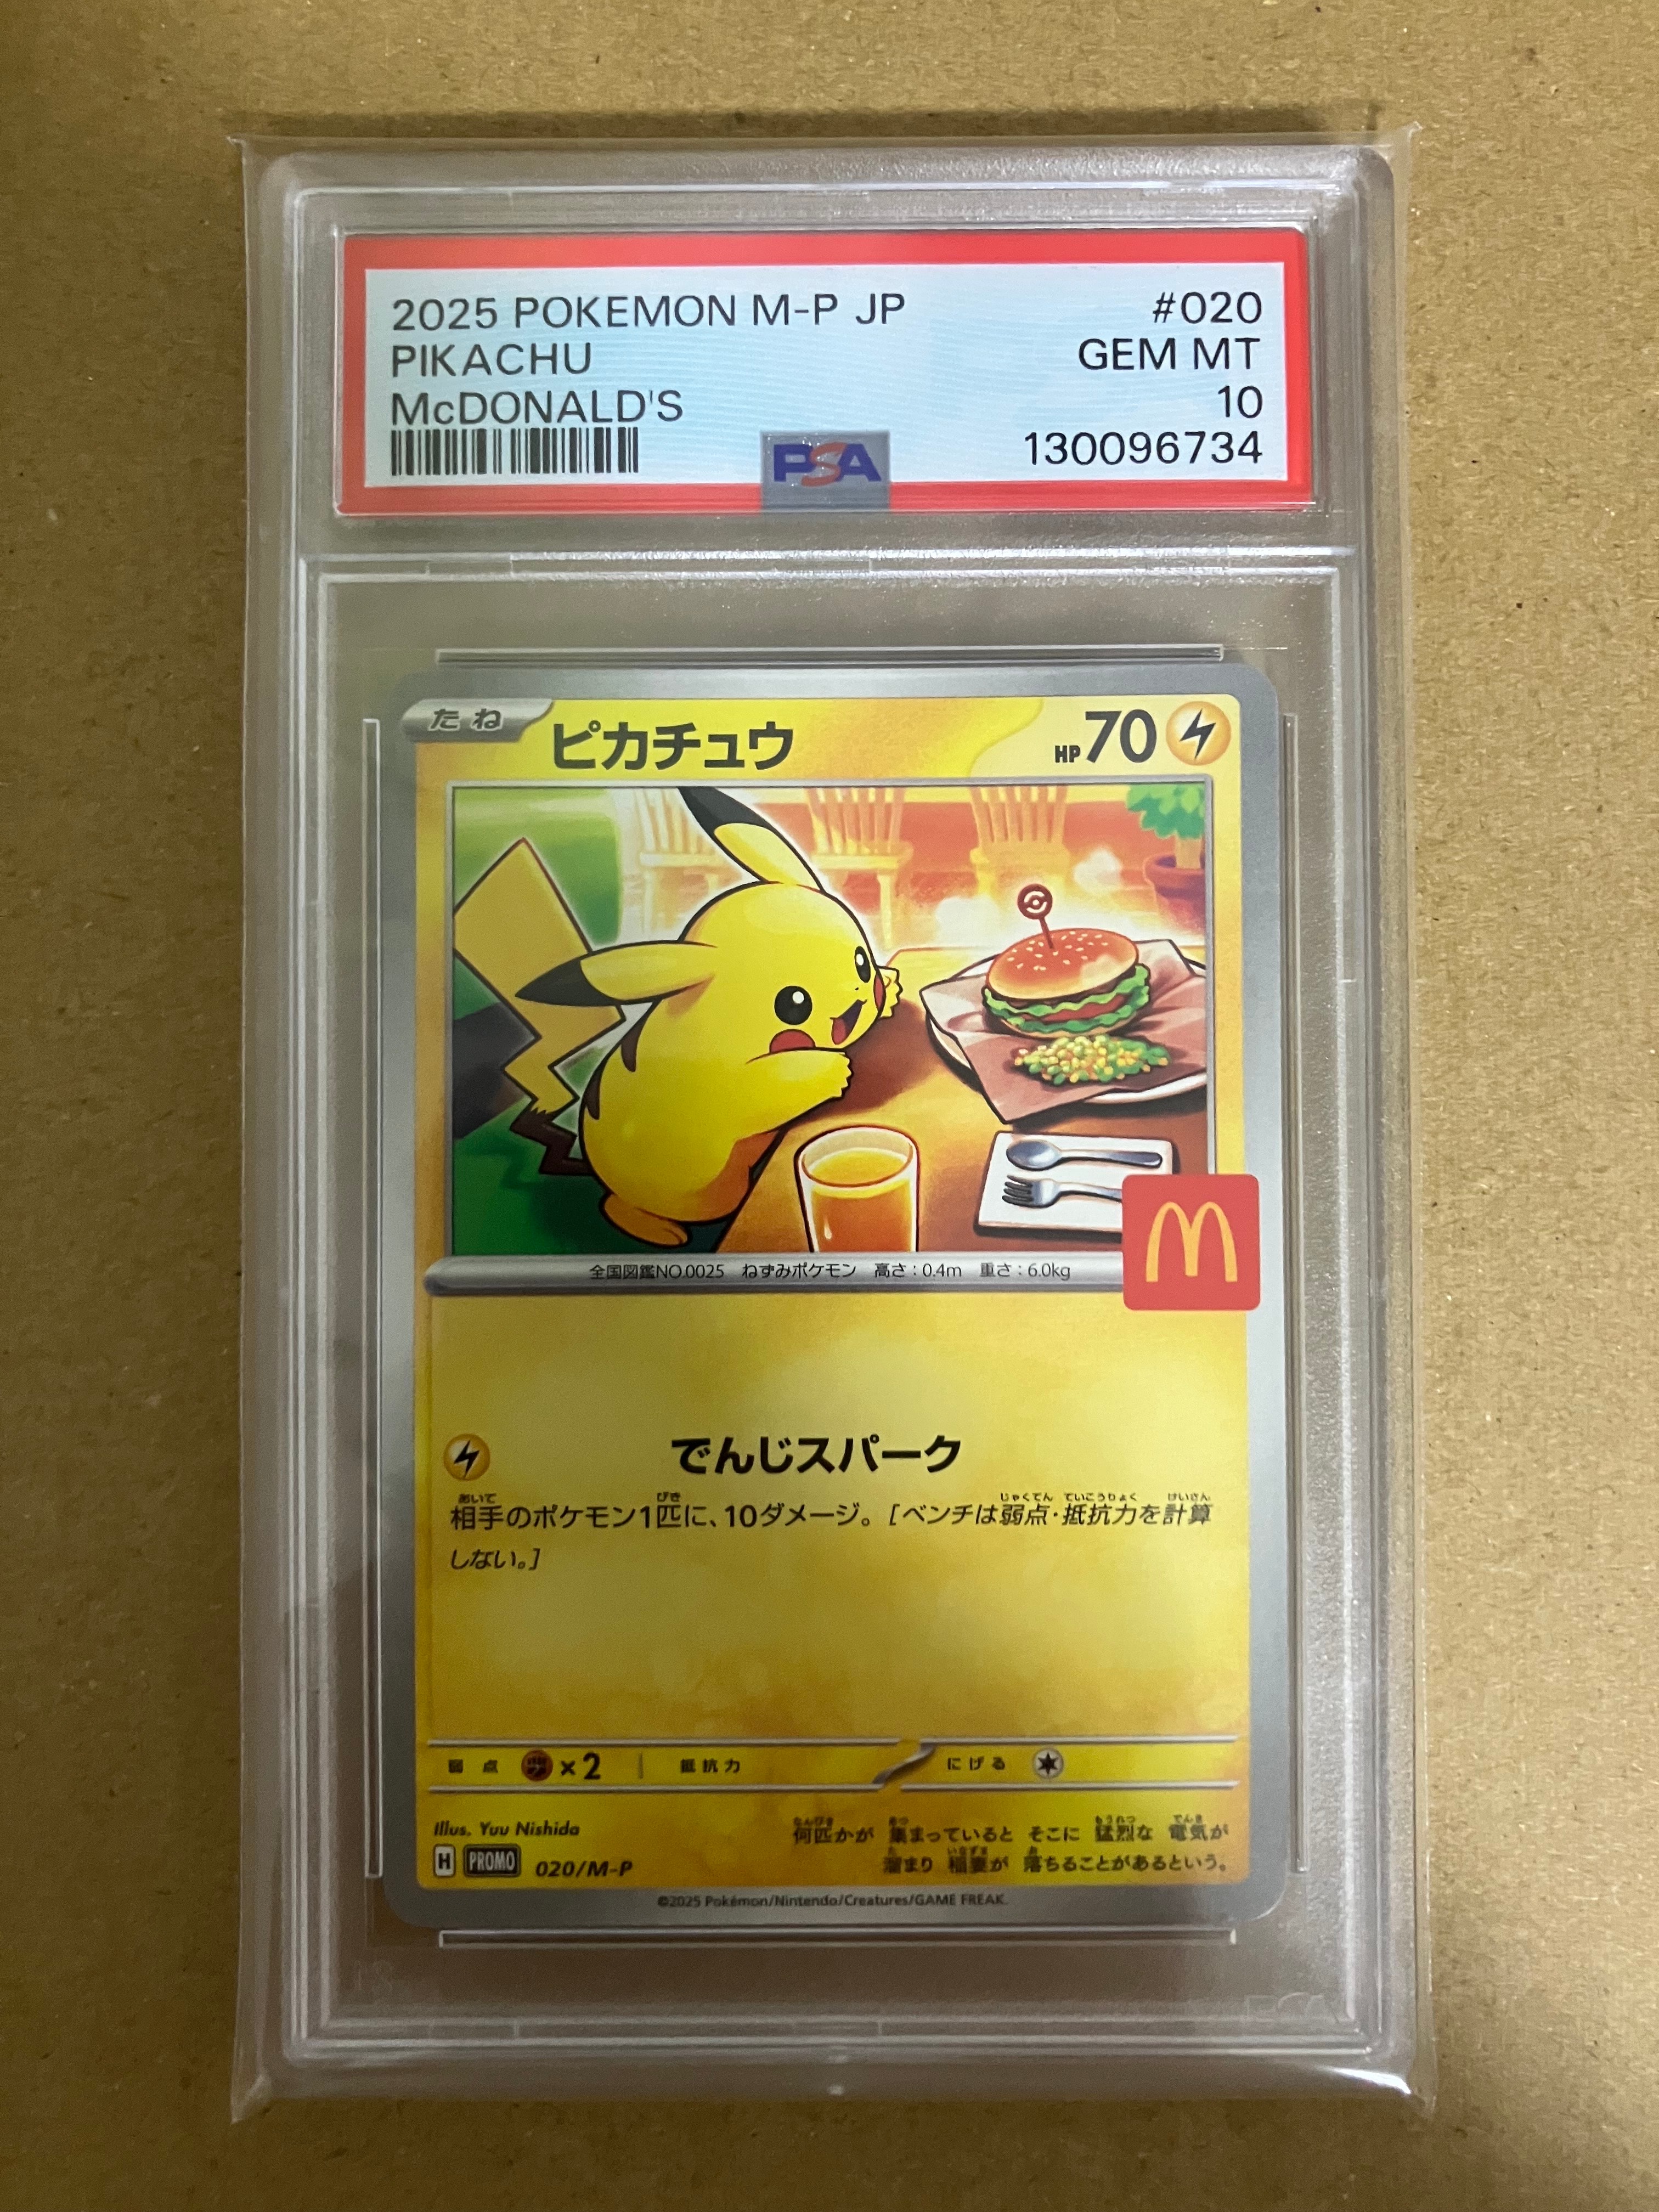 2025 POKEMON M-P JP #020
PIKACHU GEM MT
McDONALD'S 10
PSA 130096734
たね ピカチュウ HP70
全国図鑑NO.0025 ねずみポケモン 高さ:0.4m 重さ:6.0kg
でんじスパーク
相手のポケモン1匹に、10ダメージ。[ベンチは弱点・抵抗力を計算
しない。]
弱点 ×2 抵抗力 にげる
Illus. Yuu Nishida
H PROMO 020/M-P
何匹かが 集まっていると そこに 猛烈な 電気が
溜まり 稲妻が 落ちることがあるという。
©2025 Pokémon/Nintendo/Creatures/GAME FREAK.